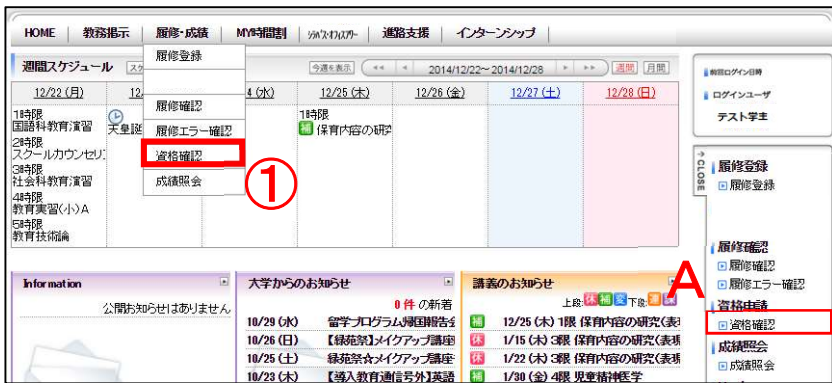 HOME 教務掲示 履修・成績 MY時間割 ｼﾗﾊﾞｽ･ｵﾌｨｽｱﾜｰ 進路支援 インターンシップ
履修登録
履修確認
履修エラー確認
資格確認
成績照会
①
週間スケジュール
今週を表示 2014/12/22～2014/12/28 週間 月間
12/22 (月) 12/25 (木) 12/26 (金) 12/27 (土) 12/28 (日)
1時限
国語科教育演習
2時限
スクールカウンセリン
3時限
社会科教育演習
4時限
教育実習(小)A
5時限
教育技術論
天皇誕
1時限
補 保育内容の研究
前回ログイン日時
ログインユーザ
テスト学生
CLOSE
履修登録
履修登録
履修確認
履修確認
履修エラー確認
資格申請
資格確認
成績照会
成績照会
A
Information
公開お知らせはありません
大学からのお知らせ
0 件 の新着
10/29 (水) 留学プログラム帰国報告会
10/26 (日) 【緑苑祭】メイクアップ講座
10/25 (土) 緑苑祭☆メイクアップ講座
10/23 (木) 【導入教育通信号外】英語
講義のお知らせ
上段:休 補 変 下段:遅
補 12/25 (木) 1限 保育内容の研究(表現
休 1/15 (木) 3限 保育内容の研究(表現
休 1/22 (木) 3限 保育内容の研究(表現
補 1/30 (金) 4限 児童精神医学